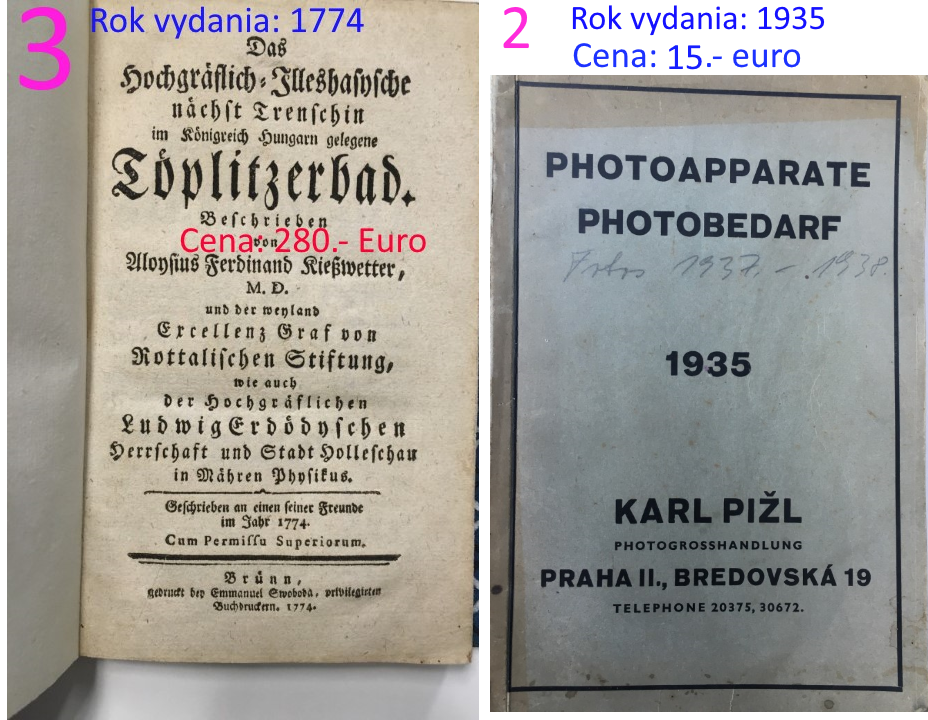 3
Rok vydania: 1774
Das
Hochgräflich-Illeshasysche
nächst Trenschin
im Königreich Hungarn gelegene
Töplitzerbad.
Beschrieben
von
Cena: 280.- Euro
Aloysius Ferdinand Kießwetter,
M. D.
und der weyland
Excellenz Graf von
Rottalischen Stiftung,
wie auch
der Hochgräflichen
Ludwig Erdödyschen
Herrschaft und Stadt Holleschau
in Mähren Physikus.
Geschrieben an einen seiner Freunde
im Jahr 1774.
Cum Permissu Superiorum.
Brünn,
gedruckt bey Emmanuel Swoboda, privilegirten
Buchdruckern. 1774.
2
Rok vydania: 1935
Cena: 15.- euro
PHOTOAPPARATE
PHOTOBEDARF
Fotos 1937. - 1938.
1935
KARL PIŽL
PHOTOGROSSHANDLUNG
PRAHA II., BREDOVSKÁ 19
TELEPHONE 20375, 30672.